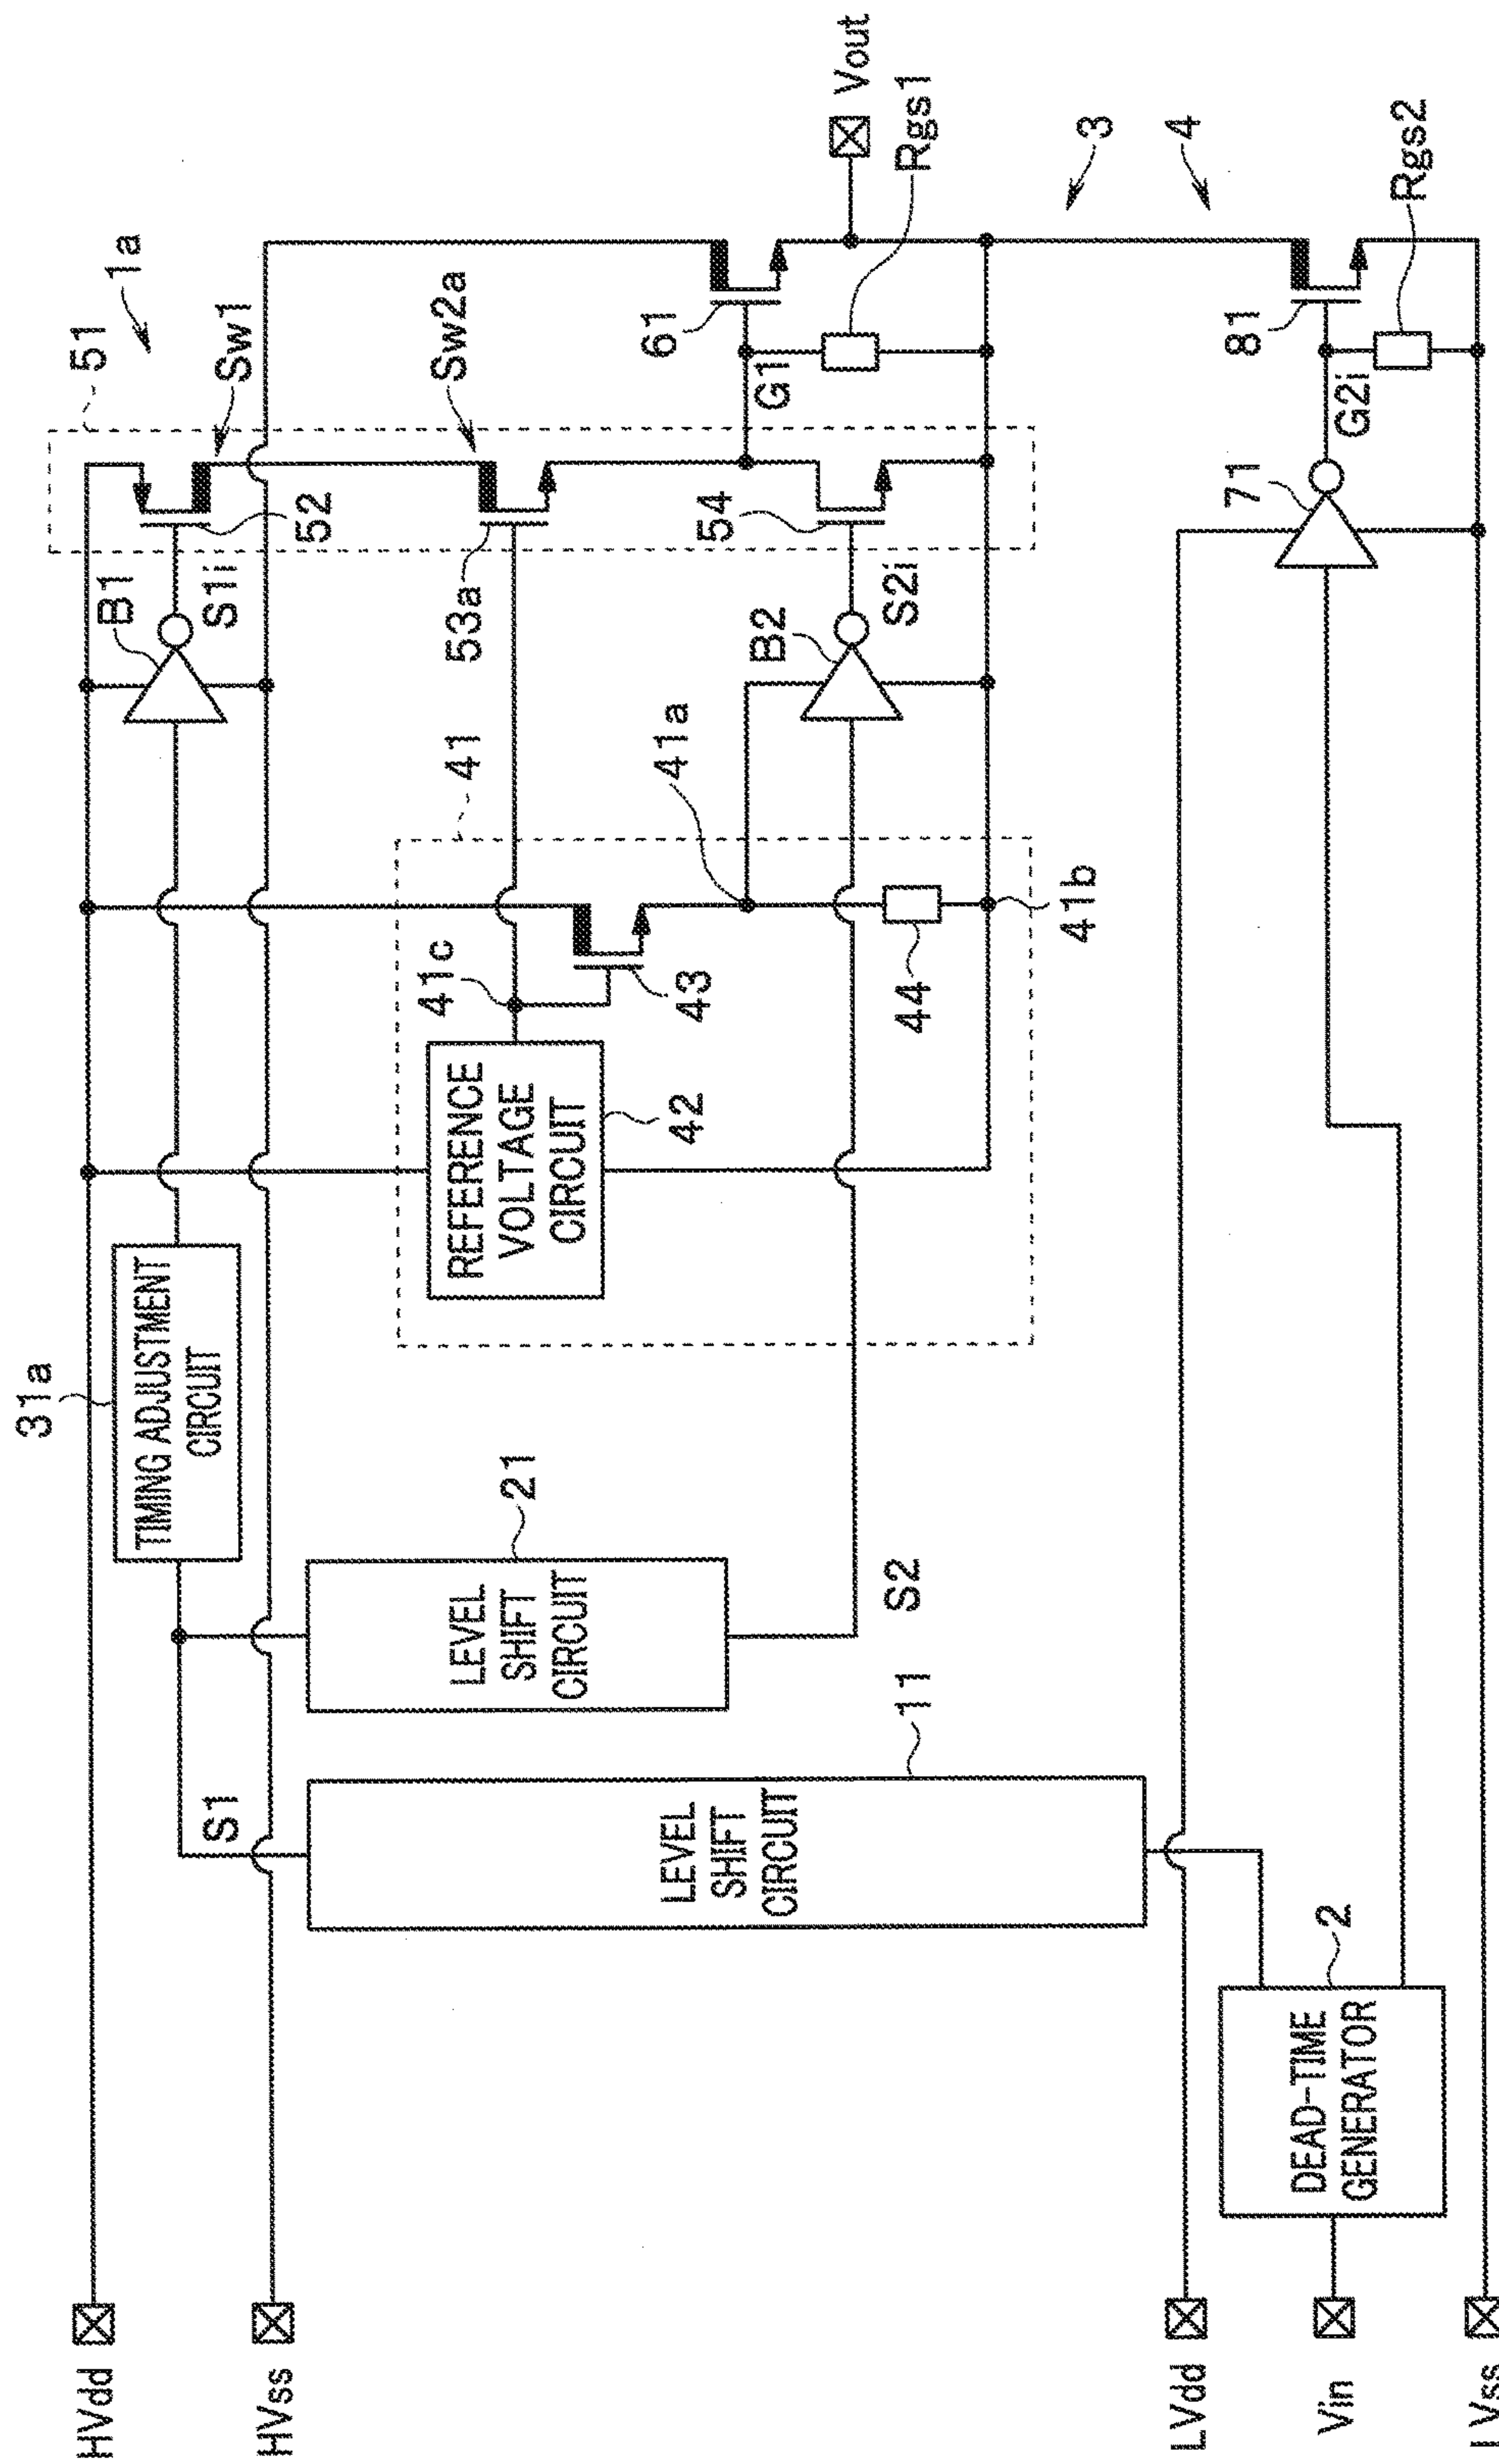 HVdd
HVss
LVdd
Vin
LVss
DEAD-TIME
GENERATOR
2
S1
LEVEL
SHIFT
CIRCUIT
11
LEVEL
SHIFT
CIRCUIT
21
S2
31a
TIMING ADJUSTMENT
CIRCUIT
REFERENCE
VOLTAGE
CIRCUIT
42
41c
43
44
41b
41
41a
B1
S1i
53a
B2
S2i
51
52
54
1a
Sw1
Sw2a
61
G1
71
G2i
81
Rgs1
Rgs2
Vout
3
4